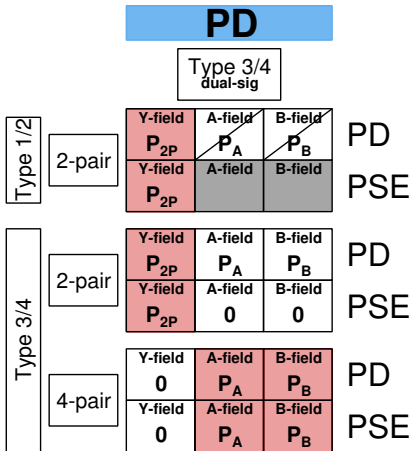 PD
Type 3/4
dual-sig
Type 1/2
2-pair
Y-field A-field B-field
P2P PA PB
PD
Y-field A-field B-field
P2P
PSE
Type 3/4
2-pair
Y-field A-field B-field
P2P PA PB
PD
Y-field A-field B-field
P2P 0 0
PSE
4-pair
Y-field A-field B-field
0 PA PB
PD
Y-field A-field B-field
0 PA PB
PSE